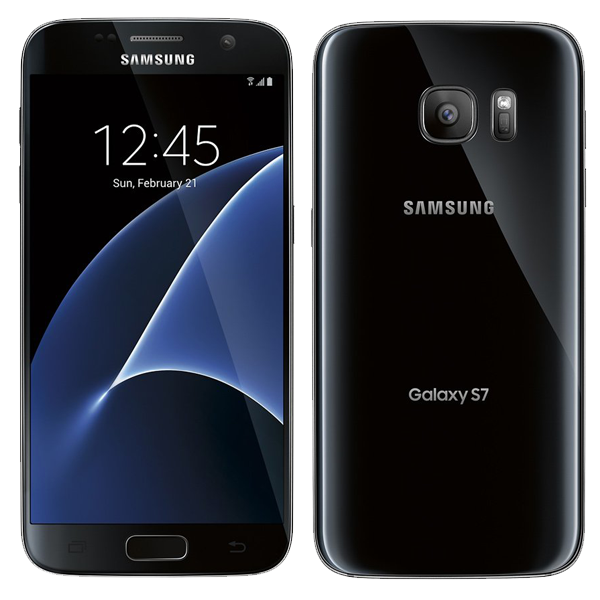 SAMSUNG
12:45
Sun, February 21
SAMSUNG
Galaxy S7